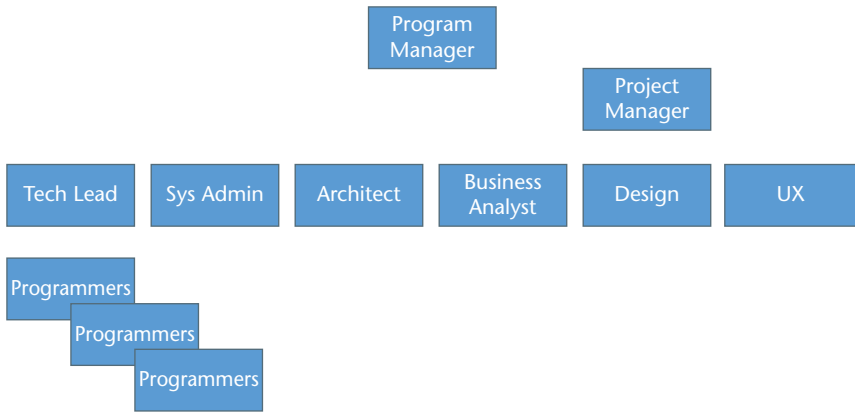 Program
Manager
Project
Manager
Tech Lead
Sys Admin
Architect
Business
Analyst
Design
UX
Programmers
Programmers
Programmers